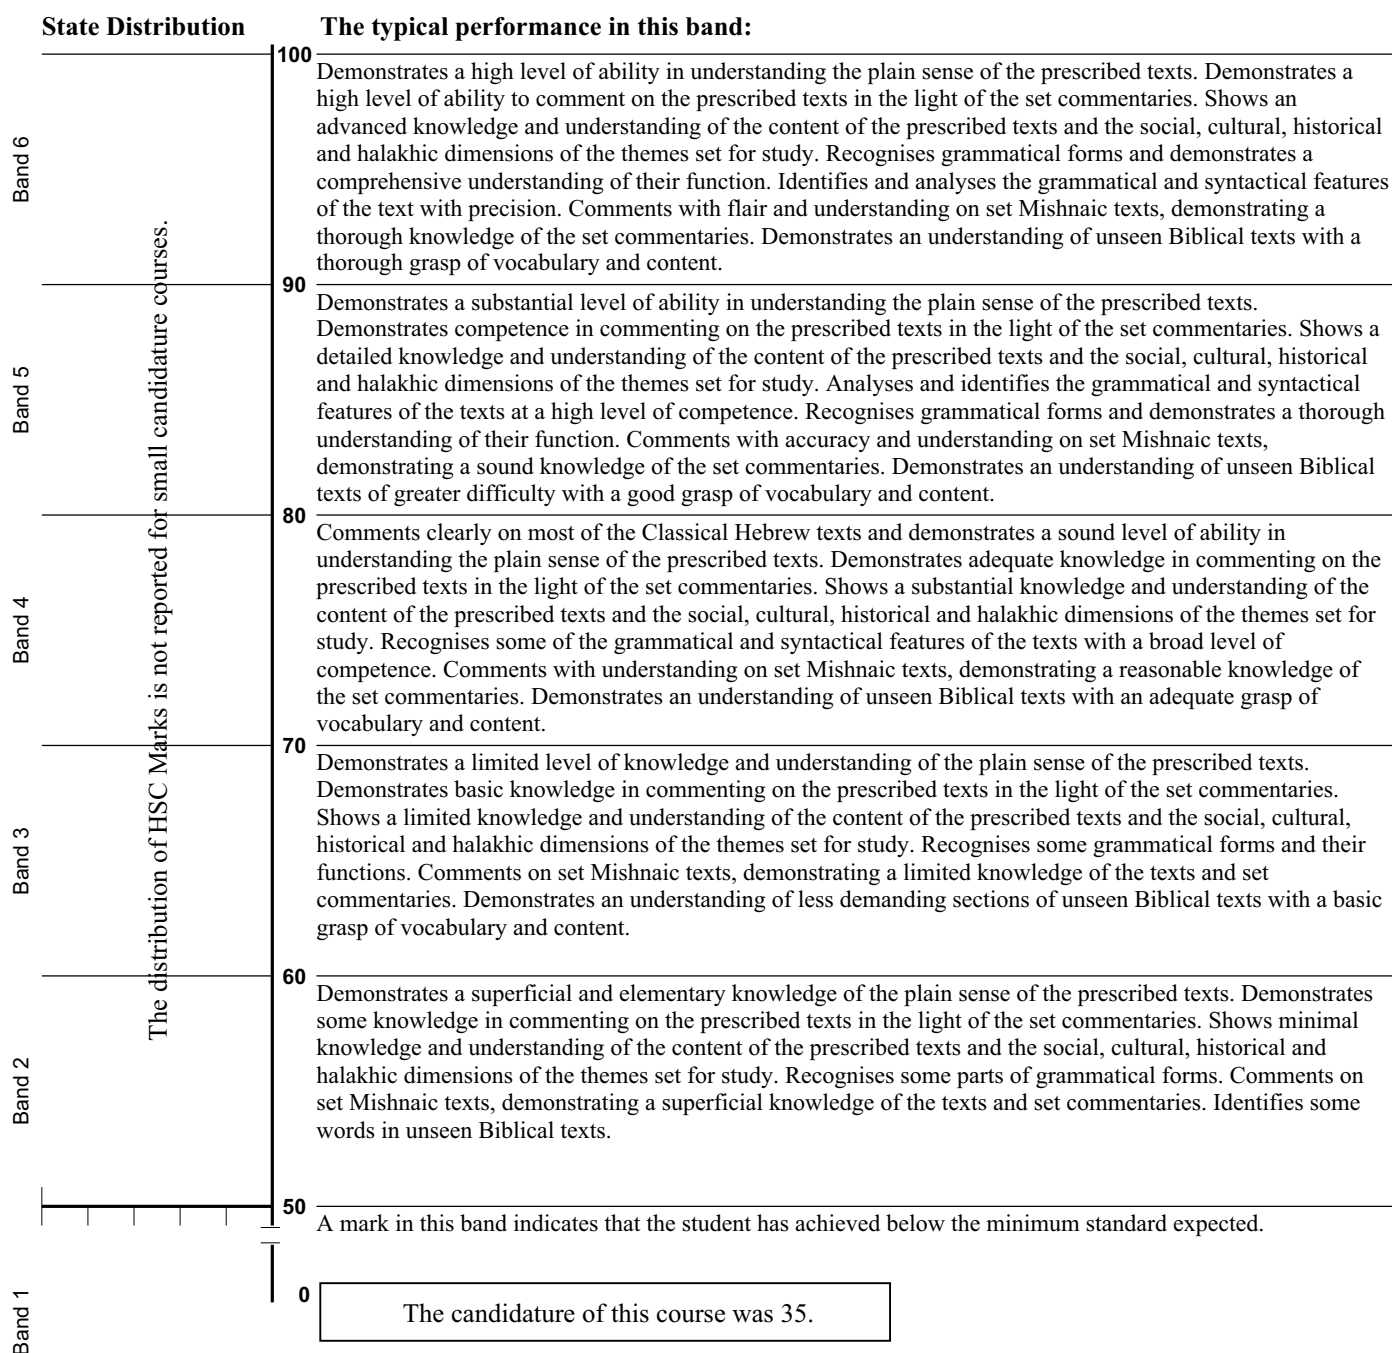 State Distribution
The typical performance in this band:
100
Band 6
Demonstrates a high level of ability in understanding the plain sense of the prescribed texts. Demonstrates a
high level of ability to comment on the prescribed texts in the light of the set commentaries. Shows an
advanced knowledge and understanding of the content of the prescribed texts and the social, cultural, historical
and halakhic dimensions of the themes set for study. Recognises grammatical forms and demonstrates a
comprehensive understanding of their function. Identifies and analyses the grammatical and syntactical features
of the text with precision. Comments with flair and understanding on set Mishnaic texts, demonstrating a
thorough knowledge of the set commentaries. Demonstrates an understanding of unseen Biblical texts with a
thorough grasp of vocabulary and content.
The distribution of HSC Marks is not reported for small candidature courses.
90
Band 5
Demonstrates a substantial level of ability in understanding the plain sense of the prescribed texts.
Demonstrates competence in commenting on the prescribed texts in the light of the set commentaries. Shows a
detailed knowledge and understanding of the content of the prescribed texts and the social, cultural, historical
and halakhic dimensions of the themes set for study. Analyses and identifies the grammatical and syntactical
features of the texts at a high level of competence. Recognises grammatical forms and demonstrates a thorough
understanding of their function. Comments with accuracy and understanding on set Mishnaic texts,
demonstrating a sound knowledge of the set commentaries. Demonstrates an understanding of unseen Biblical
texts of greater difficulty with a good grasp of vocabulary and content.
80
Band 4
Comments clearly on most of the Classical Hebrew texts and demonstrates a sound level of ability in
understanding the plain sense of the prescribed texts. Demonstrates adequate knowledge in commenting on the
prescribed texts in the light of the set commentaries. Shows a substantial knowledge and understanding of the
content of the prescribed texts and the social, cultural, historical and halakhic dimensions of the themes set for
study. Recognises some of the grammatical and syntactical features of the texts with a broad level of
competence. Comments with understanding on set Mishnaic texts, demonstrating a reasonable knowledge of
the set commentaries. Demonstrates an understanding of unseen Biblical texts with an adequate grasp of
vocabulary and content.
70
Band 3
Demonstrates a limited level of knowledge and understanding of the plain sense of the prescribed texts.
Demonstrates basic knowledge in commenting on the prescribed texts in the light of the set commentaries.
Shows a limited knowledge and understanding of the content of the prescribed texts and the social, cultural,
historical and halakhic dimensions of the themes set for study. Recognises some grammatical forms and their
functions. Comments on set Mishnaic texts, demonstrating a limited knowledge of the texts and set
commentaries. Demonstrates an understanding of less demanding sections of unseen Biblical texts with a basic
grasp of vocabulary and content.
60
Band 2
Demonstrates a superficial and elementary knowledge of the plain sense of the prescribed texts. Demonstrates
some knowledge in commenting on the prescribed texts in the light of the set commentaries. Shows minimal
knowledge and understanding of the content of the prescribed texts and the social, cultural, historical and
halakhic dimensions of the themes set for study. Recognises some parts of grammatical forms. Comments on
set Mishnaic texts, demonstrating a superficial knowledge of the texts and set commentaries. Identifies some
words in unseen Biblical texts.
50
A mark in this band indicates that the student has achieved below the minimum standard expected.
Band 1
0
The candidature of this course was 35.